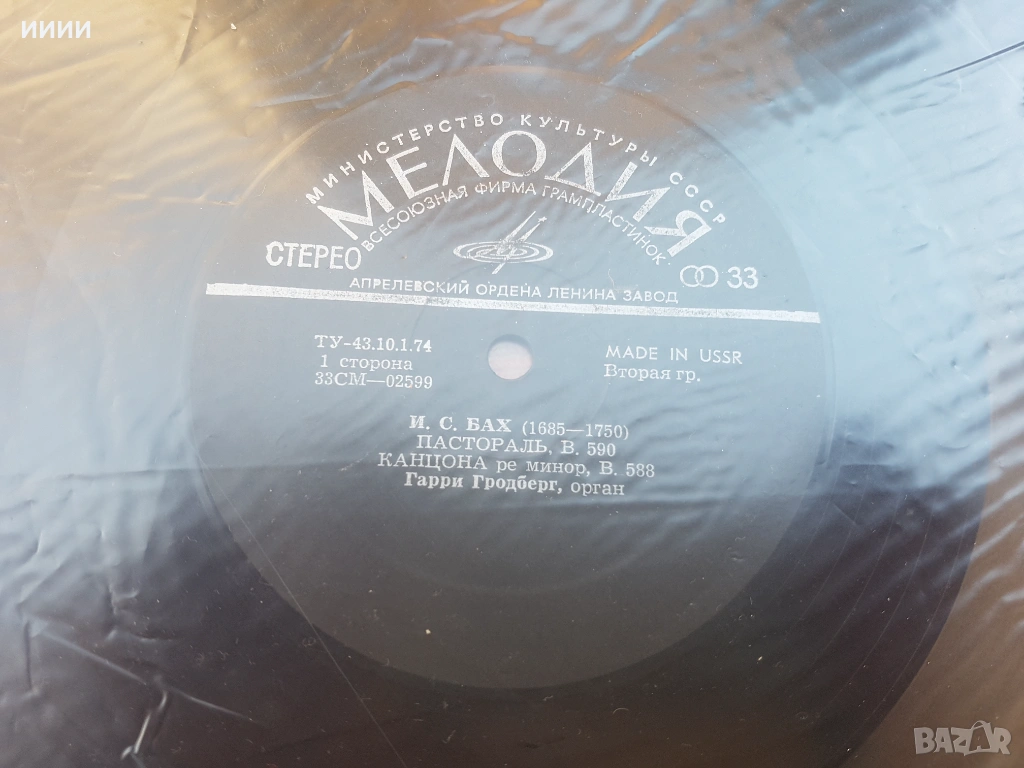 ИИИИ
МИНИСТЕРСТВО КУЛЬТУРЫ СССР
МЕЛОДИЯ
ВСЕСОЮЗНАЯ ФИРМА ГРАМПЛАСТИНОК
СТЕРЕО
33
АПРЕЛЕВСКИЙ ОРДЕНА ЛЕНИНА ЗАВОД
ТУ-43.10.1.74
1 сторона
33СМ—02599
MADE IN USSR
Вторая гр.
И. С. БАХ (1685—1750)
ПАСТОРАЛЬ, В. 590
КАНЦОНА ре минор, В. 588
Гарри Гродберг, орган
BAZAR